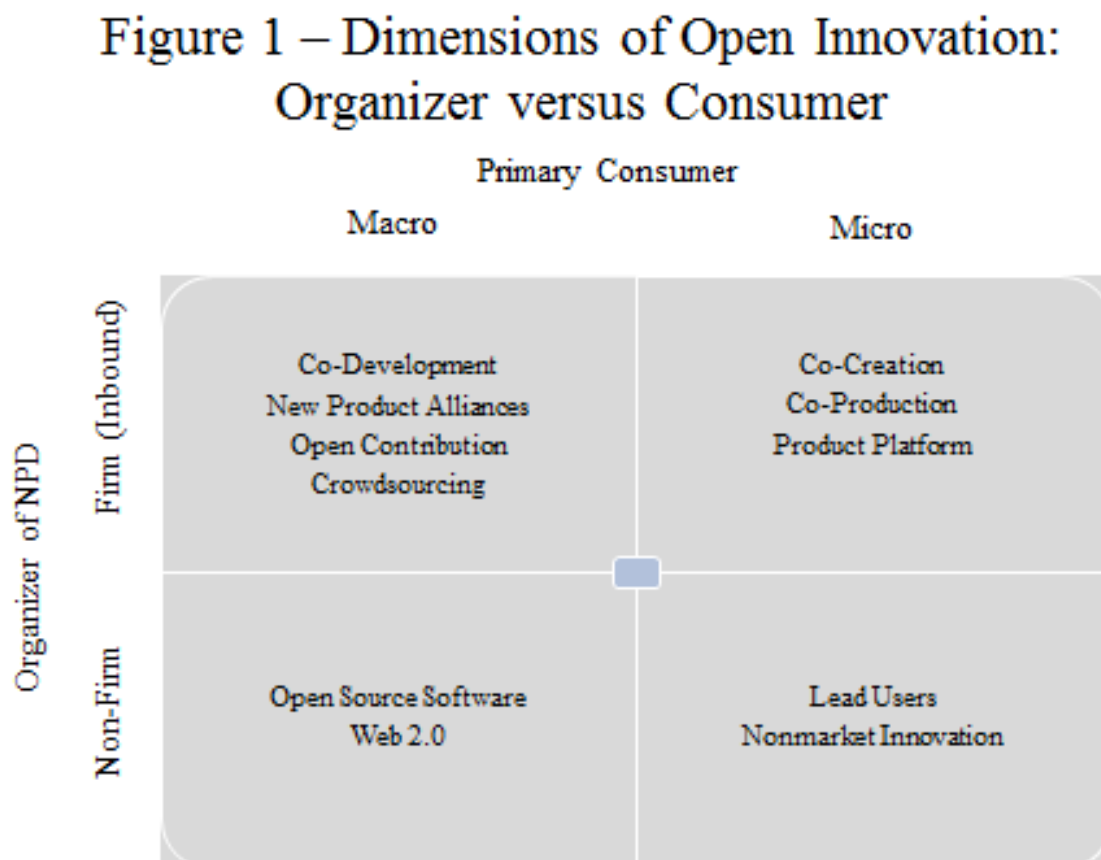 Figure 1 – Dimensions of Open Innovation:
Organizer versus Consumer
Primary Consumer
Macro
Micro
Organizer of NPD
Firm (Inbound)
Co-Development
New Product Alliances
Open Contribution
Crowdsourcing
Co-Creation
Co-Production
Product Platform
Non-Firm
Open Source Software
Web 2.0
Lead Users
Nonmarket Innovation